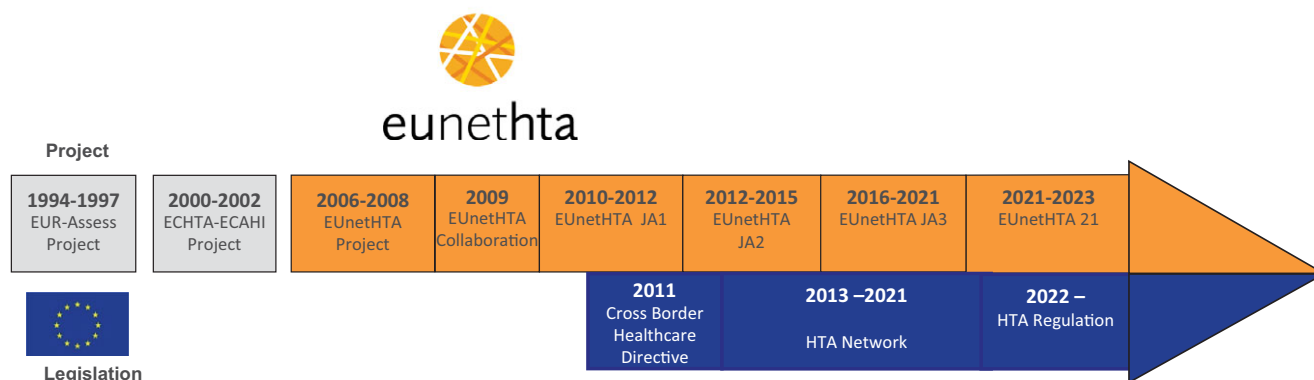 eunethta
Project
1994-1997
EUR-Assess
Project
2000-2002
ECHTA-ECAHI
Project
2006-2008
EUnetHTA
Project
2009
EUnetHTA
Collaboration
2010-2012
EUnetHTA JA1
2012-2015
EUnetHTA
JA2
2016-2021
EUnetHTA JA3
2021-2023
EUnetHTA 21
2011
Cross Border
Healthcare
Directive
2013 –2021
HTA Network
2022 –
HTA Regulation
Legislation